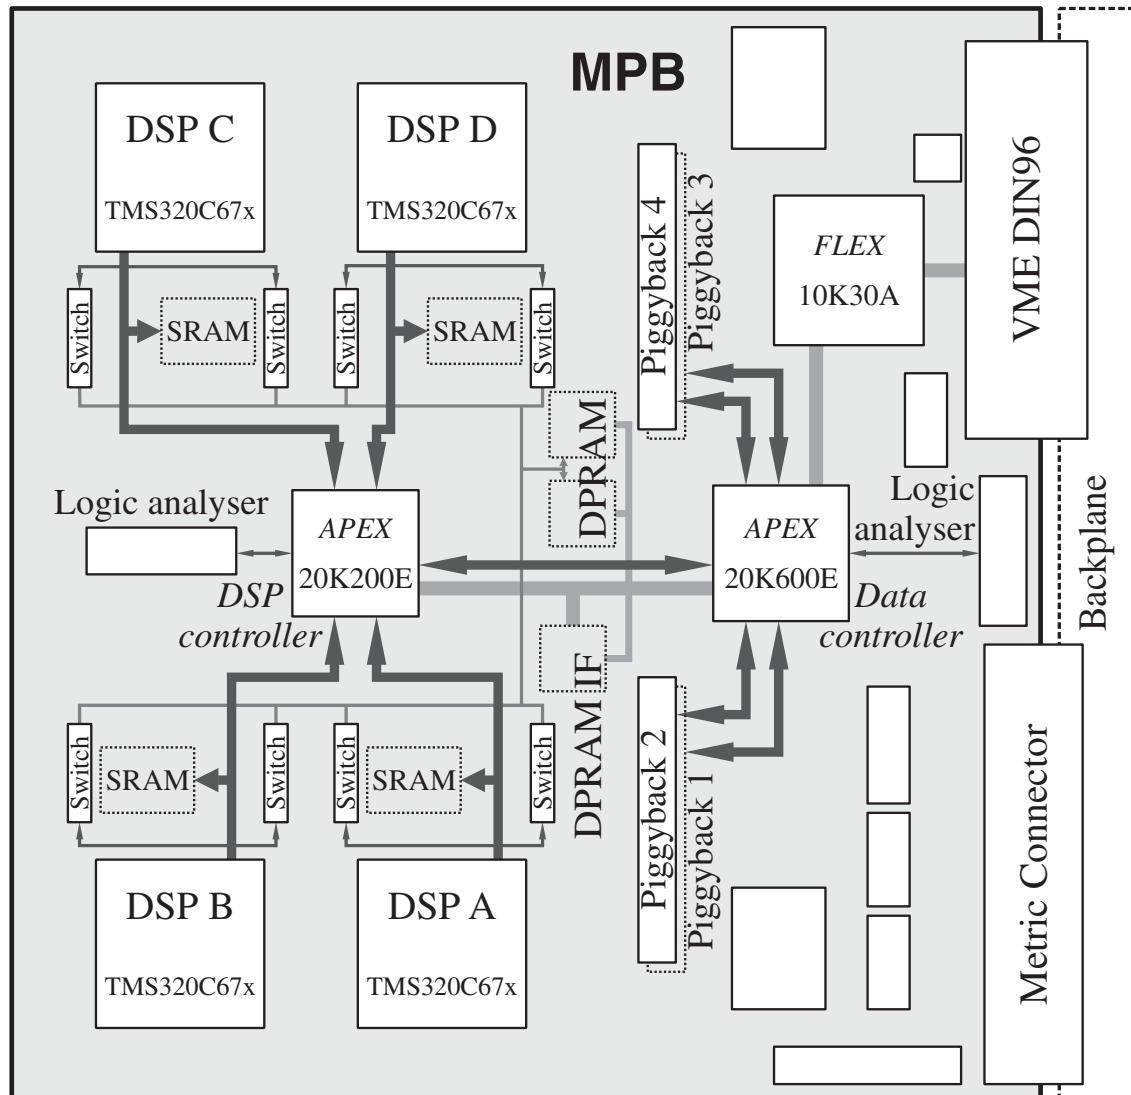 MPB
DSP C
TMS320C67x
DSP D
TMS320C67x
Switch
SRAM
Switch
Switch
SRAM
Switch
Piggyback 4
Piggyback 3
FLEX
10K30A
VME DIN96
DPRAM
Logic analyser
APEX
20K200E
DSP
controller
APEX
20K600E
Logic
analyser
Data
controller
Backplane
DPRAM IF
Switch
SRAM
Switch
Switch
SRAM
Switch
Piggyback 2
Piggyback 1
Metric Connector
DSP B
TMS320C67x
DSP A
TMS320C67x